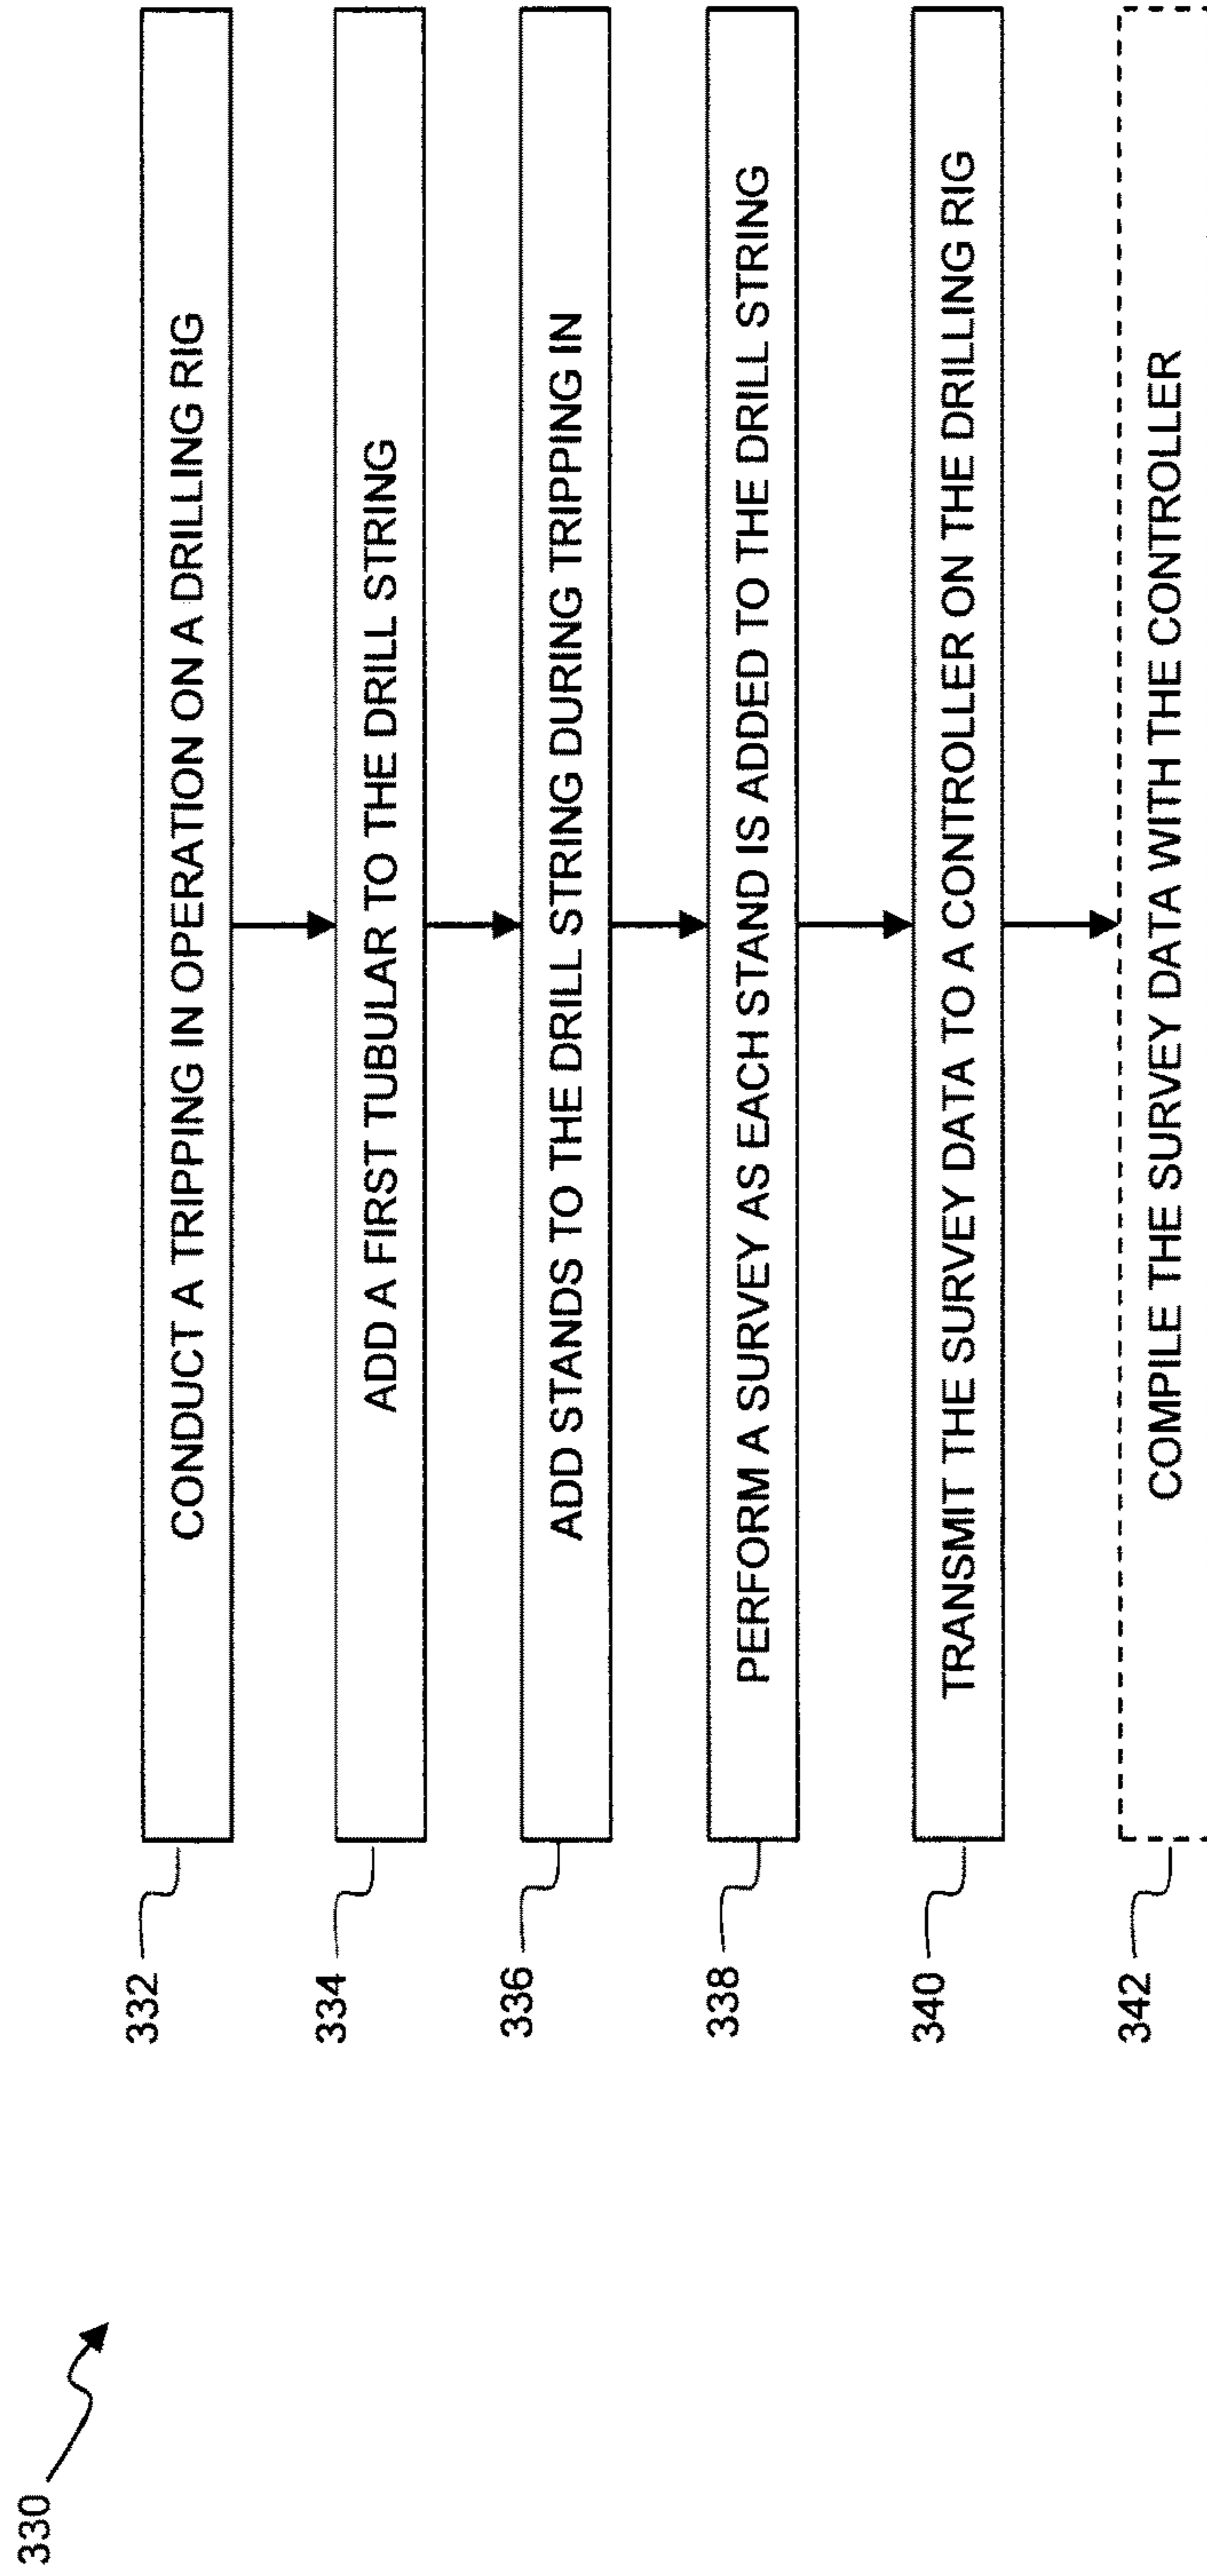 330
332
CONDUCT A TRIPPING IN OPERATION ON A DRILLING RIG
334
ADD A FIRST TUBULAR TO THE DRILL STRING
336
ADD STANDS TO THE DRILL STRING DURING TRIPPING IN
338
PERFORM A SURVEY AS EACH STAND IS ADDED TO THE DRILL STRING
340
TRANSMIT THE SURVEY DATA TO A CONTROLLER ON THE DRILLING RIG
342
COMPILE THE SURVEY DATA WITH THE CONTROLLER